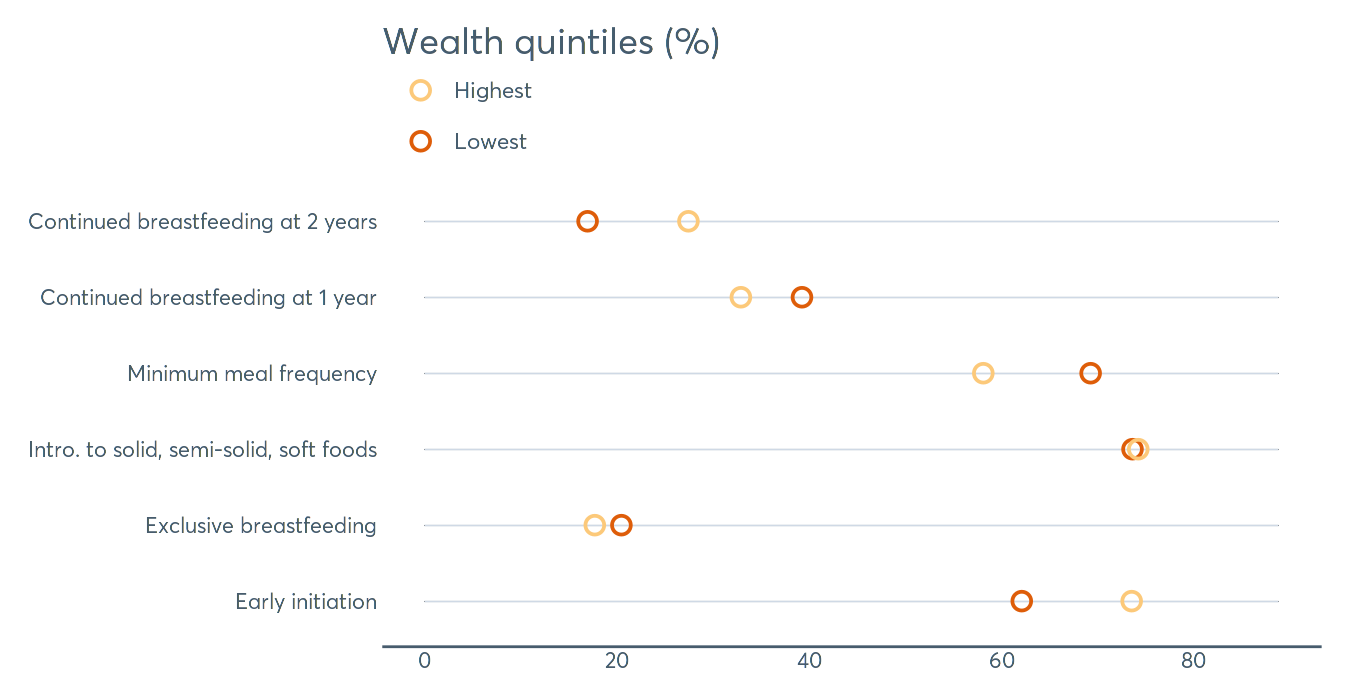 Wealth quintiles (%)
Highest
Lowest
Continued breastfeeding at 2 years
Continued breastfeeding at 1 year
Minimum meal frequency
Intro. to solid, semi-solid, soft foods
Exclusive breastfeeding
Early initiation
0 20 40 60 80